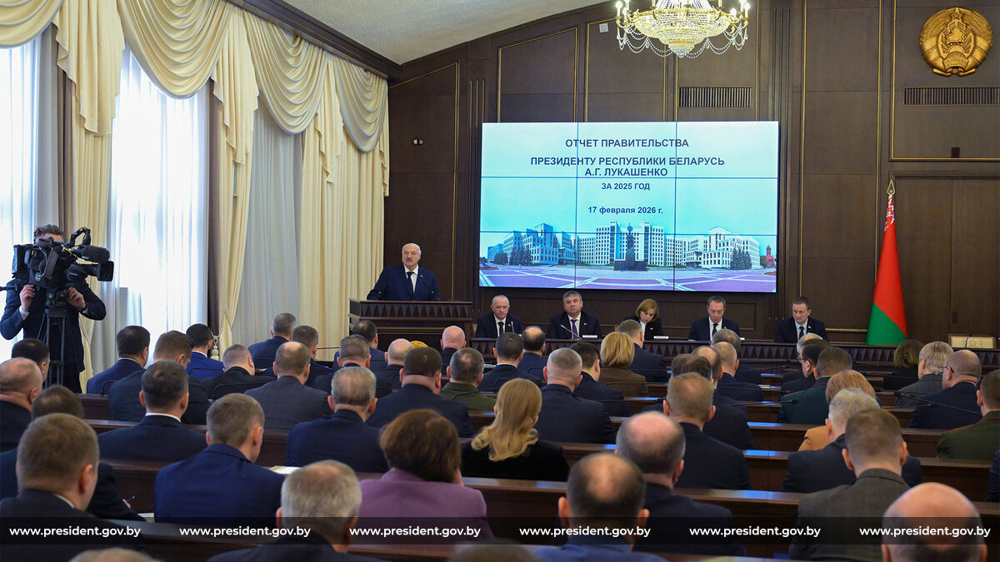 ОТЧЕТ ПРАВИТЕЛЬСТВА
ПРЕЗИДЕНТУ РЕСПУБЛИКИ БЕЛАРУСЬ
А.Г. ЛУКАШЕНКО
ЗА 2025 ГОД
17 февраля 2026 г.
www.president.gov.by www.president.gov.by www.president.gov.by www.president.gov.by www.president.gov.by www.president.gov.by